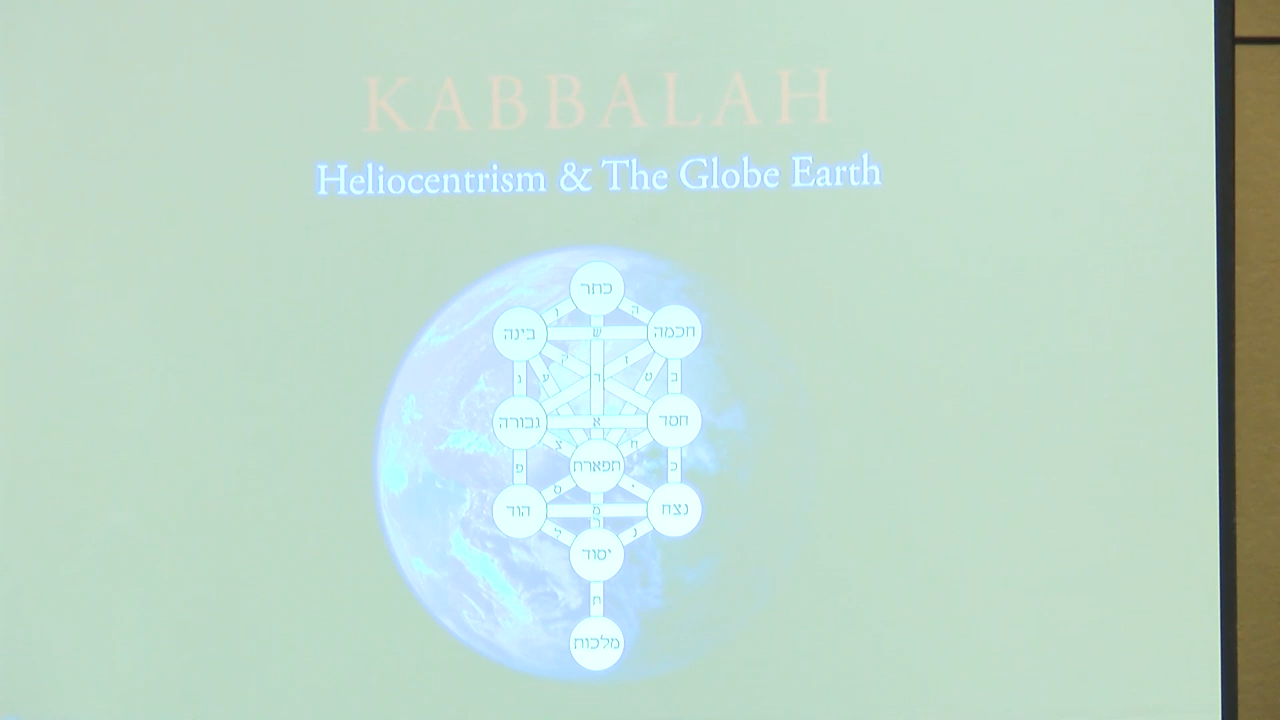 KABBALAH
Heliocentrism & The Globe Earth
כתר
ו
ה
בינה
ש
חכמה
ק
ז
נ
ע
ר
ט
ב
גבורה
א
חסד
צ
ח
פ
תפארת
כ
ס
י
הוד
מ
נצח
ל
נ
יסוד
ת
מלכות